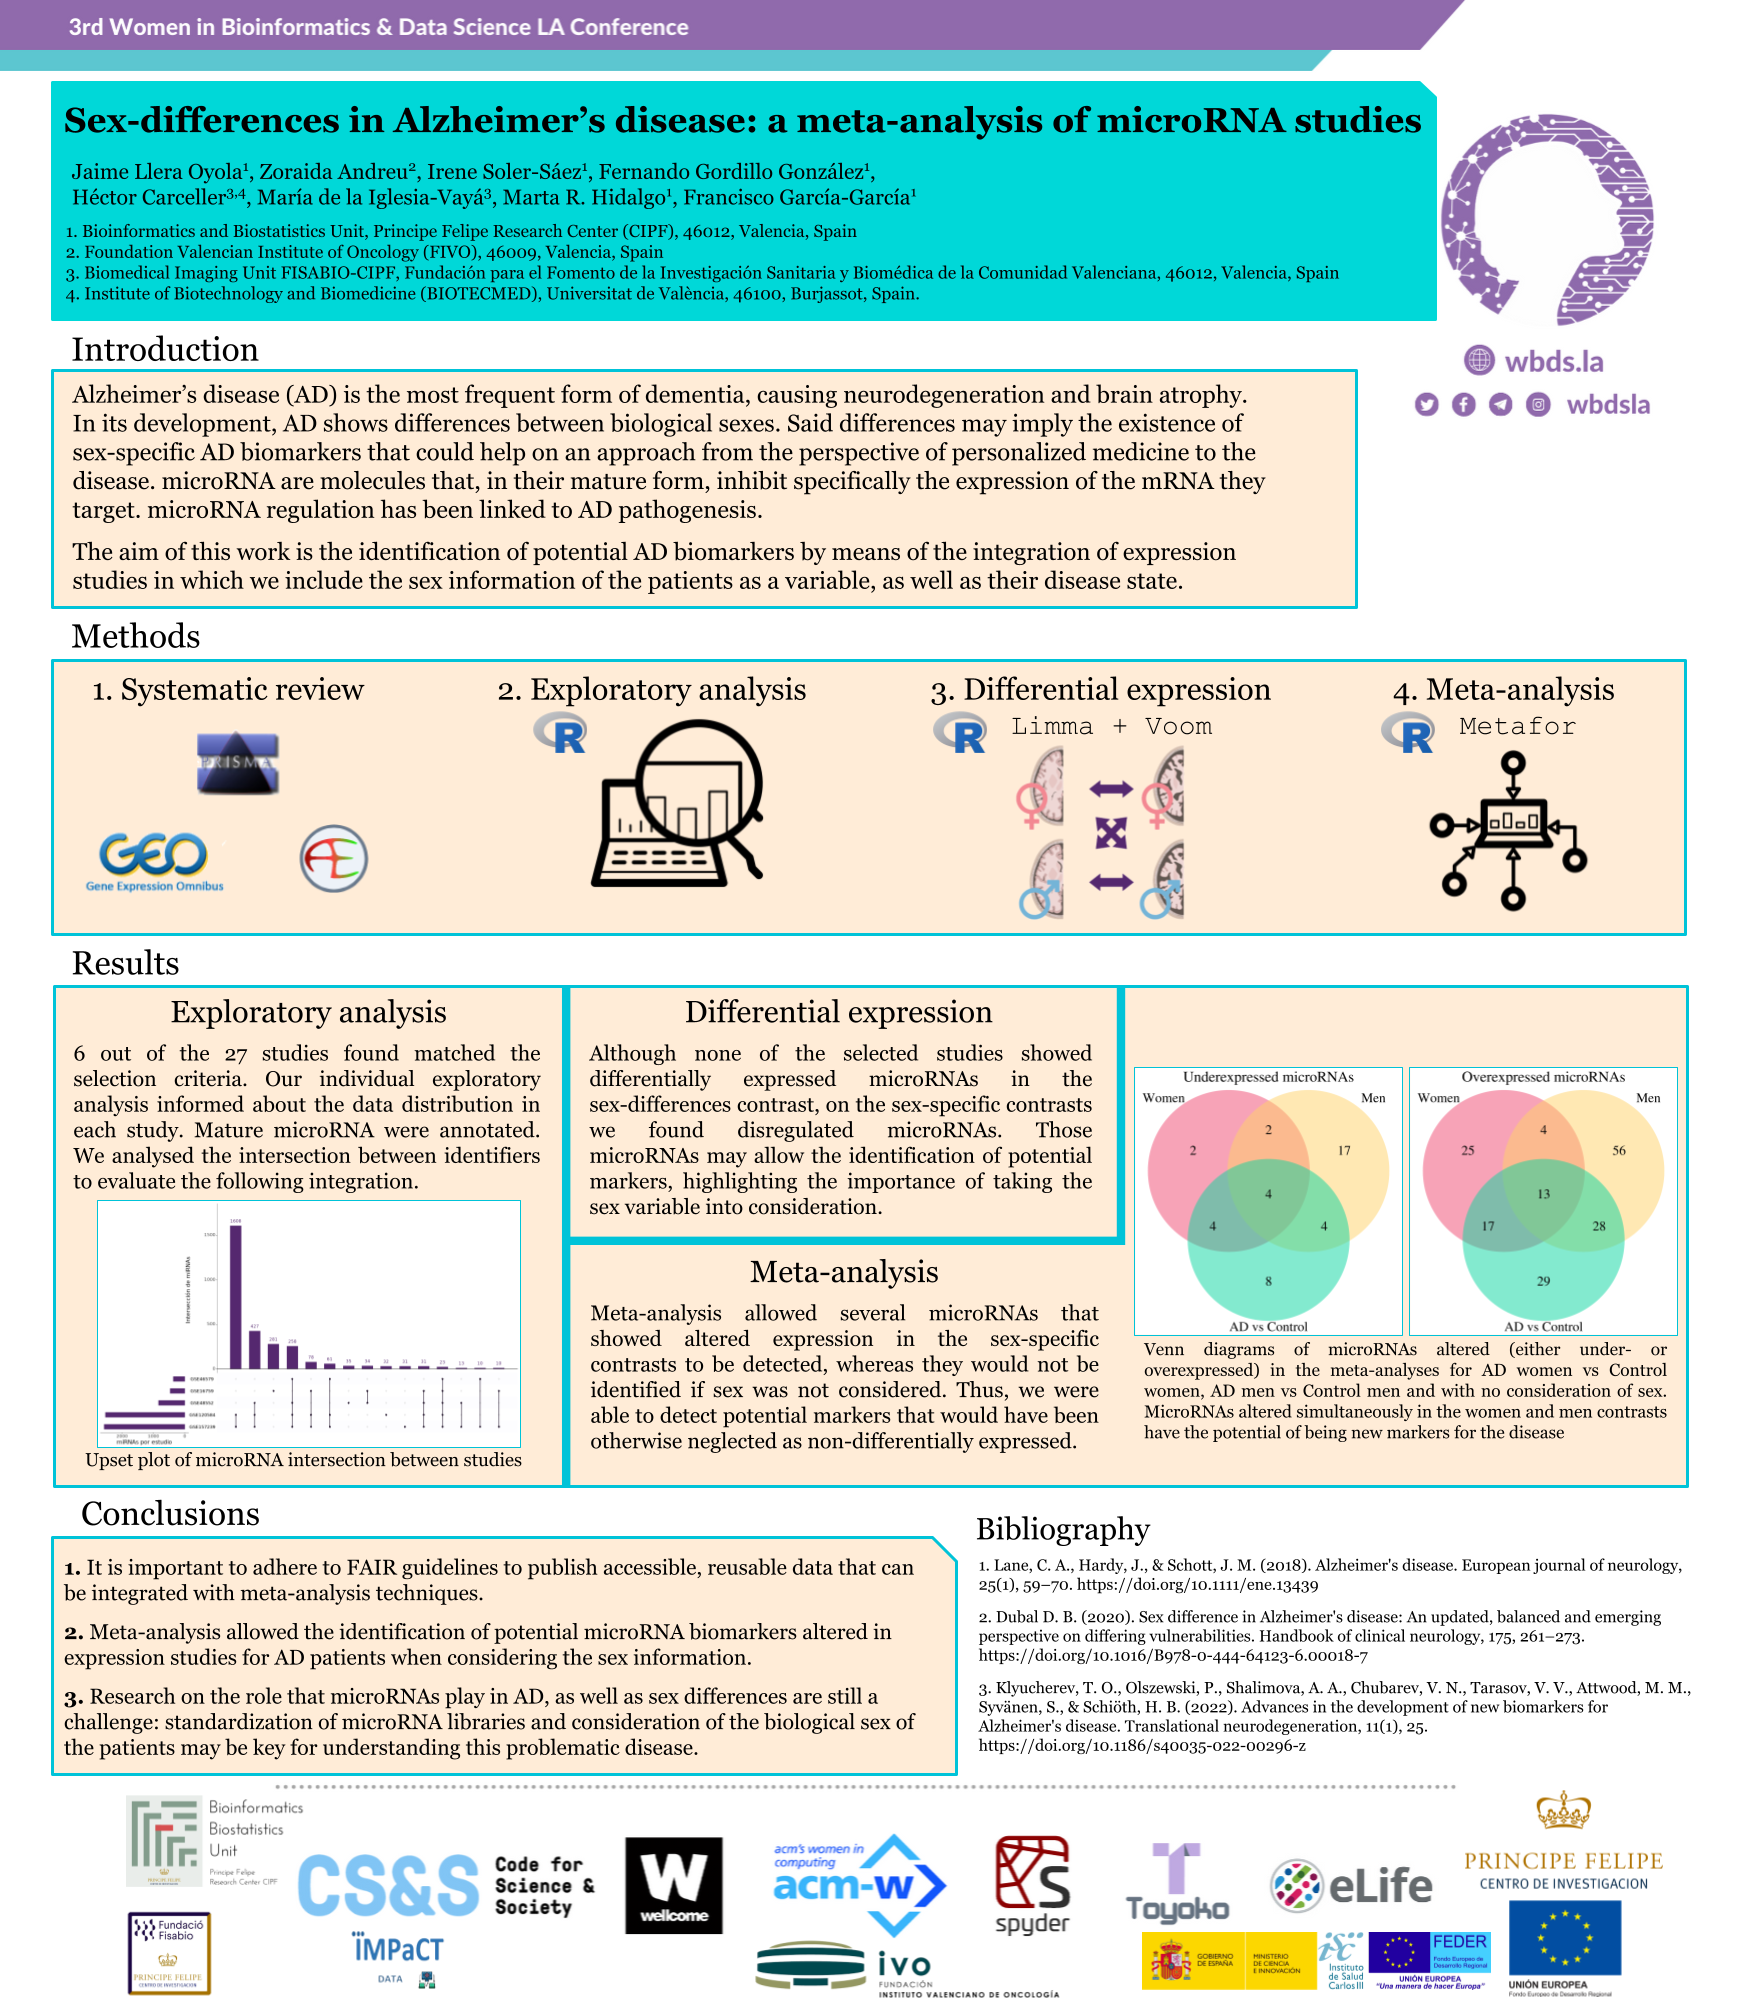 3rd Women in Bioinformatics & Data Science LA Conference
Sex-differences in Alzheimer’s disease: a meta-analysis of microRNA studies
Jaime Llera Oyola¹, Zoraida Andreu², Irene Soler-Sáez¹, Fernando Gordillo González¹,
Héctor Carceller³,⁴, María de la Iglesia-Vayá³, Marta R. Hidalgo¹, Francisco García-García¹
1. Bioinformatics and Biostatistics Unit, Principe Felipe Research Center (CIPF), 46012, Valencia, Spain
2. Foundation Valencian Institute of Oncology (FIVO), 46009, Valencia, Spain
3. Biomedical Imaging Unit FISABIO-CIPF, Fundación para el Fomento de la Investigación Sanitaria y Biomédica de la Comunidad Valenciana, 46012, Valencia, Spain
4. Institute of Biotechnology and Biomedicine (BIOTECMED), Universitat de València, 46100, Burjassot, Spain.
wbds.la
wbdsla
Introduction
Alzheimer’s disease (AD) is the most frequent form of dementia, causing neurodegeneration and brain atrophy.
In its development, AD shows differences between biological sexes. Said differences may imply the existence of
sex-specific AD biomarkers that could help on an approach from the perspective of personalized medicine to the
disease. microRNA are molecules that, in their mature form, inhibit specifically the expression of the mRNA they
target. microRNA regulation has been linked to AD pathogenesis.
The aim of this work is the identification of potential AD biomarkers by means of the integration of expression
studies in which we include the sex information of the patients as a variable, as well as their disease state.
Methods
1. Systematic review
PRISMA
GEO
Gene Expression Omnibus
AE
2. Exploratory analysis
R
3. Differential expression
R Limma + Voom
4. Meta-analysis
R Metafor
Results
Exploratory analysis
6 out of the 27 studies found matched the
selection criteria. Our individual exploratory
analysis informed about the data distribution in
each study. Mature microRNA were annotated.
We analysed the intersection between identifiers
to evaluate the following integration.
Intersección de miRNAs
1500
1000
500
0
427
281
258
miRNAs por estudio
Upset plot of microRNA intersection between studies
Differential expression
Although none of the selected studies showed
differentially expressed microRNAs in the
sex-differences contrast, on the sex-specific contrasts
we found disregulated microRNAs. Those
microRNAs may allow the identification of potential
markers, highlighting the importance of taking the
sex variable into consideration.
Meta-analysis
Meta-analysis allowed several microRNAs that
showed altered expression in the sex-specific
contrasts to be detected, whereas they would not be
identified if sex was not considered. Thus, we were
able to detect potential markers that would have been
otherwise neglected as non-differentially expressed.
Underexpressed microRNAs
Women
Men
2
2
17
4
4
4
8
AD vs Control
Overexpressed microRNAs
Women
Men
4
25
56
13
17
28
29
AD vs Control
Venn diagrams of microRNAs altered (either under- or
overexpressed) in the meta-analyses for AD women vs Control
women, AD men vs Control men and with no consideration of sex.
MicroRNAs altered simultaneously in the women and men contrasts
have the potential of being new markers for the disease
Conclusions
1. It is important to adhere to FAIR guidelines to publish accessible, reusable data that can
be integrated with meta-analysis techniques.
2. Meta-analysis allowed the identification of potential microRNA biomarkers altered in
expression studies for AD patients when considering the sex information.
3. Research on the role that microRNAs play in AD, as well as sex differences are still a
challenge: standardization of microRNA libraries and consideration of the biological sex of
the patients may be key for understanding this problematic disease.
Bibliography
1. Lane, C. A., Hardy, J., & Schott, J. M. (2018). Alzheimer's disease. European journal of neurology,
25(1), 59–70. https://doi.org/10.1111/ene.13439
2. Dubal D. B. (2020). Sex difference in Alzheimer's disease: An updated, balanced and emerging
perspective on differing vulnerabilities. Handbook of clinical neurology, 175, 261–273.
https://doi.org/10.1016/B978-0-444-64123-6.00018-7
3. Klyucherev, T. O., Olszewski, P., Shalimova, A. A., Chubarev, V. N., Tarasov, V. V., Attwood, M. M.,
Syvänen, S., & Schiöth, H. B. (2022). Advances in the development of new biomarkers for
Alzheimer's disease. Translational neurodegeneration, 11(1), 25.
https://doi.org/10.1186/s40035-022-00296-z
Bioinformatics
Biostatistics
Unit
Principe Felipe
Research Center CIPF
Fundació
Fisabio
PRINCIPE FELIPE
CENTRO DE INVESTIGACION
CS&S
Code for
Science &
Society
ïMPaCT
DATA
W
wellcome
acm's women in
computing
acm-w
ivo
FUNDACIÓN
INSTITUTO VALENCIANO DE ONCOLOGÍA
spyder
Toyoko
eLife
PRINCIPE FELIPE
CENTRO DE INVESTIGACION
GOBIERNO
DE ESPAÑA
MINISTERIO
DE CIENCIA
E INNOVACIÓN
isc
Instituto
de Salud
Carlos III
FEDER
Fondo Europeo de
Desarrollo Regional
UNIÓN EUROPEA
"Una manera de hacer Europa"
UNIÓN EUROPEA
Fondo Europeo de Desarrollo Regional